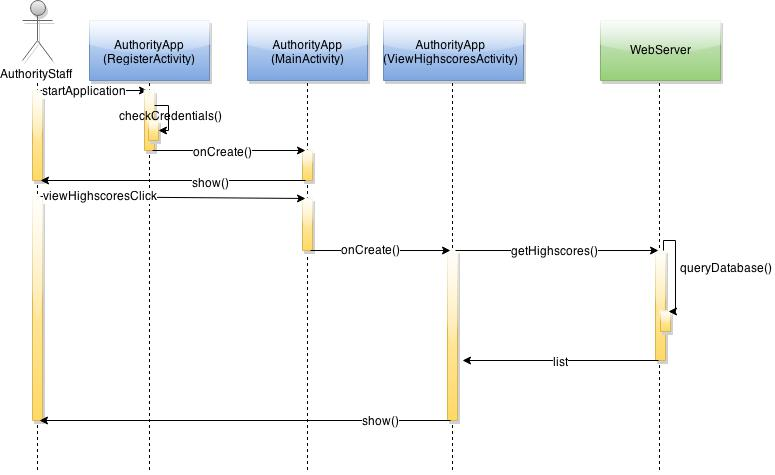 AuthorityStaff
AuthorityApp
(RegisterActivity)
AuthorityApp
(MainActivity)
AuthorityApp
(ViewHighscoresActivity)
WebServer
startApplication
checkCredentials()
onCreate()
show()
viewHighscoresClick
onCreate()
getHighscores()
queryDatabase()
list
show()